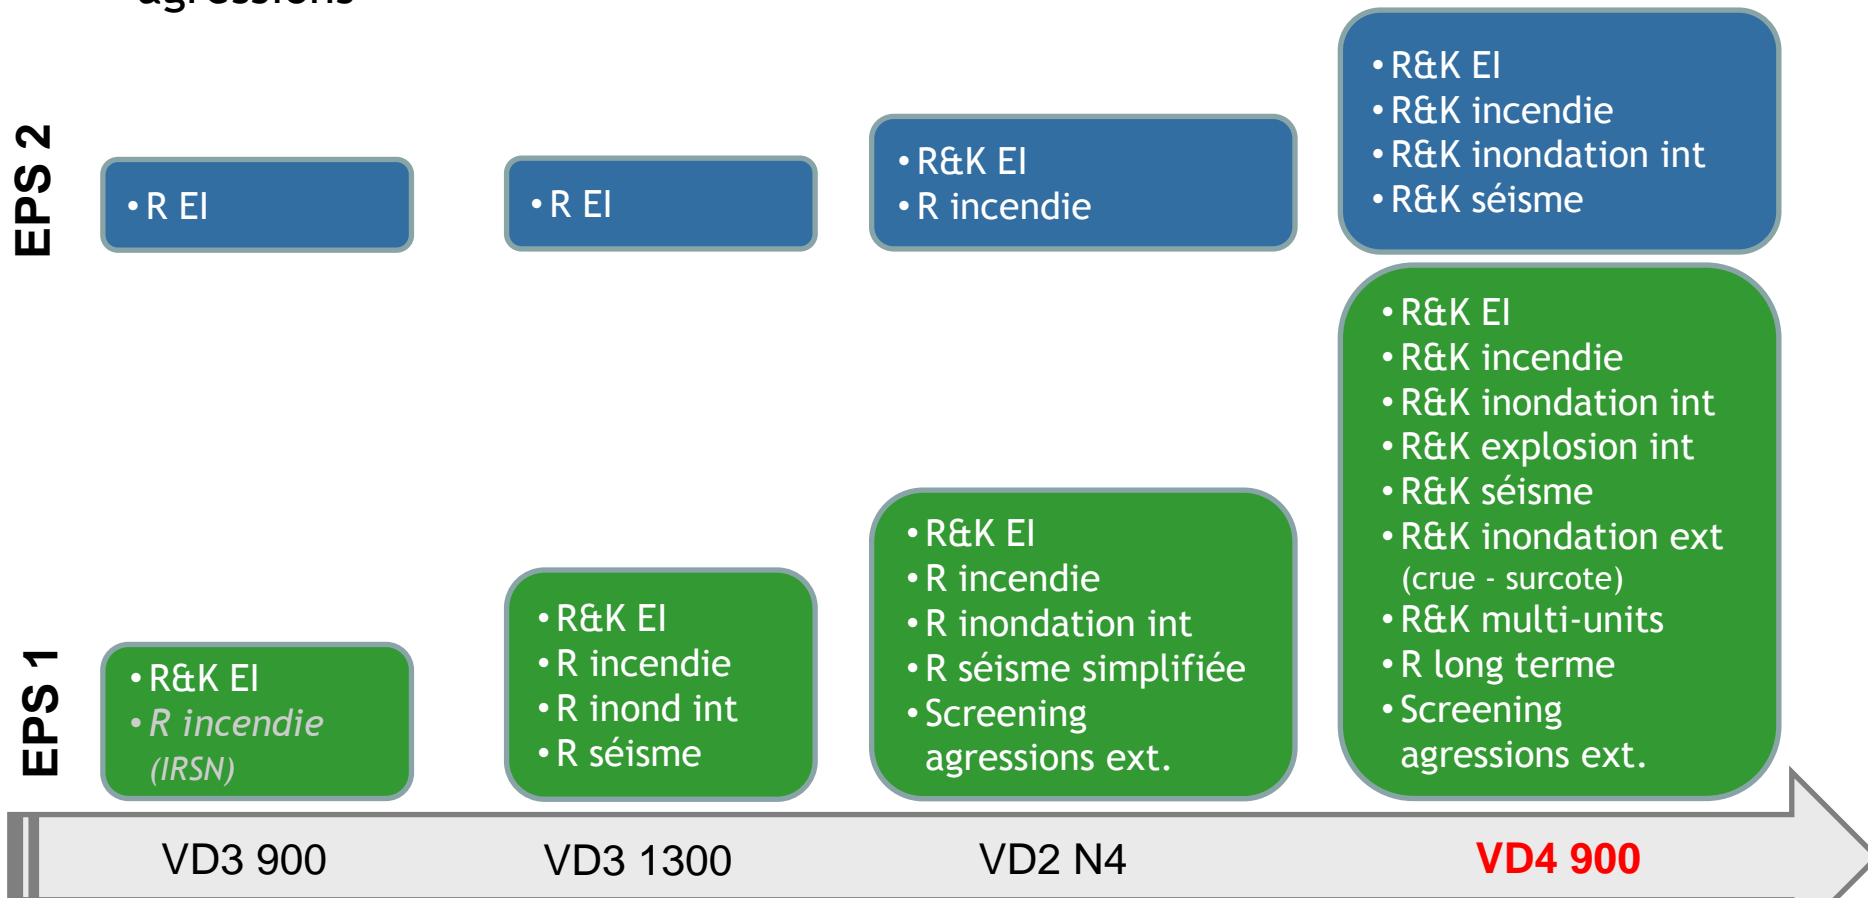 agressions
EPS 2
• R EI
• R EI
• R&K EI
• R incendie
• R&K EI
• R&K incendie
• R&K inondation int
• R&K séisme
EPS 1
• R&K EI
• R incendie
(IRSN)
• R&K EI
• R incendie
• R inond int
• R séisme
• R&K EI
• R incendie
• R inondation int
• R séisme simplifiée
• Screening
agressions ext.
• R&K EI
• R&K incendie
• R&K inondation int
• R&K explosion int
• R&K séisme
• R&K inondation ext
(crue - surcote)
• R&K multi-units
• R long terme
• Screening
agressions ext.
VD3 900
VD3 1300
VD2 N4
VD4 900